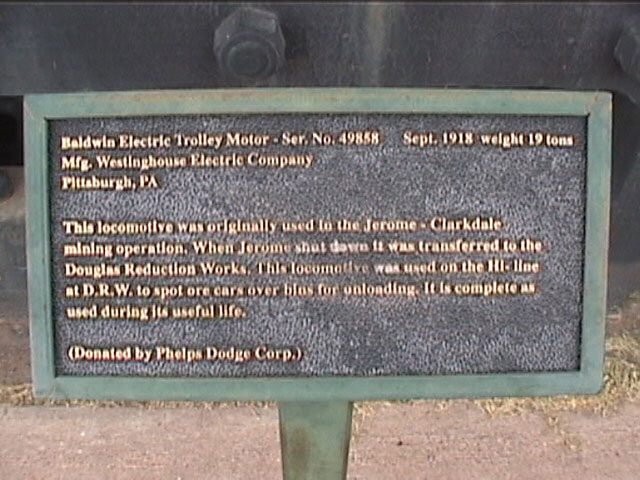 Baldwin Electric Trolley Motor - Ser. No. 49858 Sept. 1918 weight 19 tons
Mfg. Westinghouse Electric Company
Pittsburgh, PA
This locomotive was originally used in the Jerome - Clarkdale
mining operation. When Jerome shut down it was transferred to the
Douglas Reduction Works. This locomotive was used on the Hi-line
at D.R.W. to spot ore cars over bins for unloading. It is complete as
used during its useful life.
(Donated by Phelps Dodge Corp.)